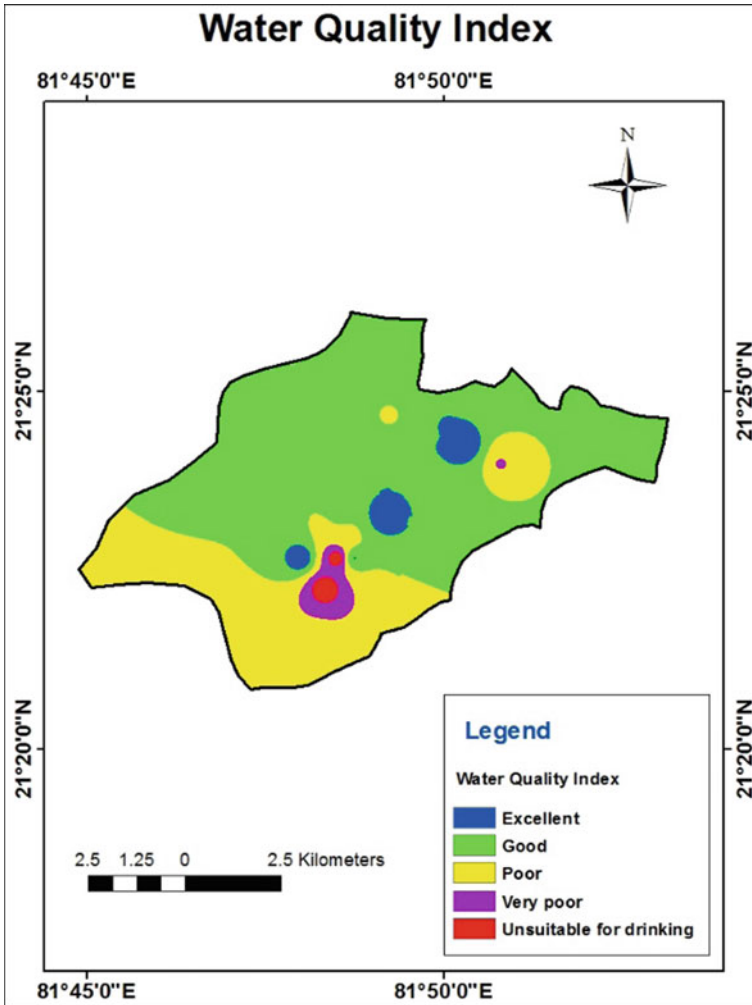 Water Quality Index
81°45'0"E 81°50'0"E
N
21°25'0"N 21°25'0"N
21°20'0"N 21°20'0"N
Legend
Water Quality Index
Excellent
Good
Poor
Very poor
Unsuitable for drinking
2.5 1.25 0 2.5 Kilometers
81°45'0"E 81°50'0"E